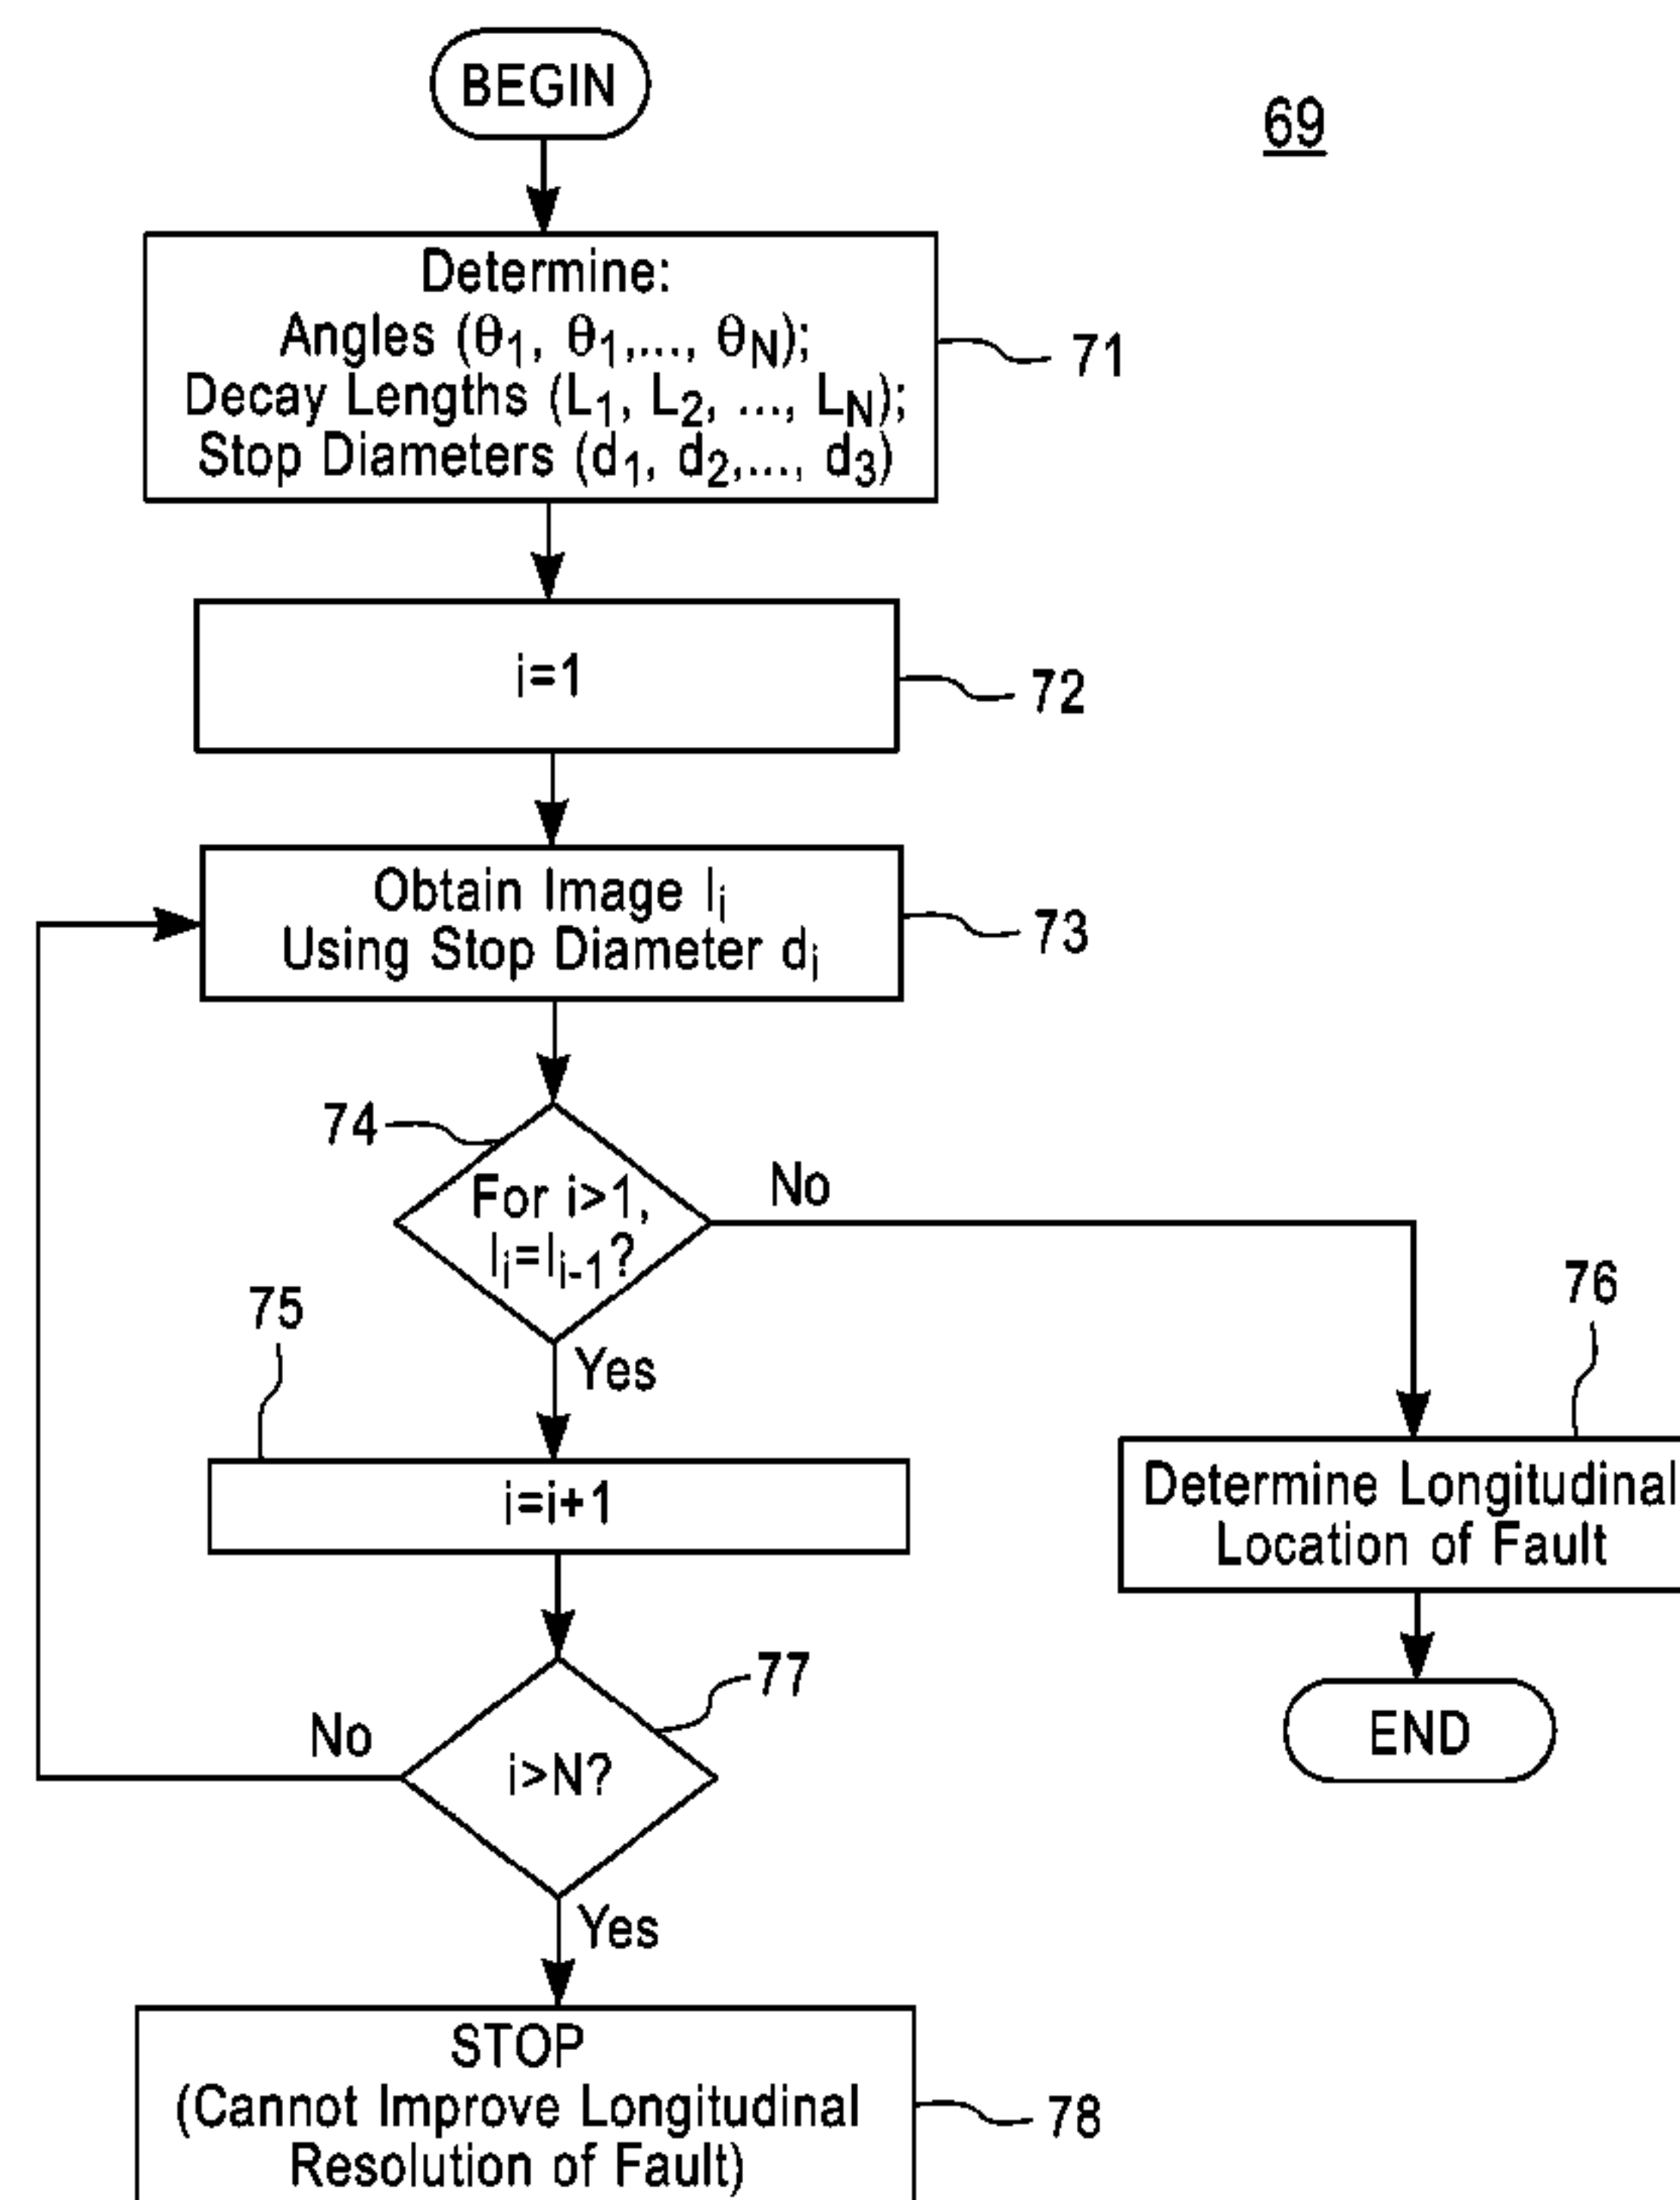 BEGIN
69
Determine:
Angles (θ₁, θ₁,..., θ_N);
Decay Lengths (L₁, L₂, ..., L_N);
Stop Diameters (d₁, d₂,..., d₃)
71
i=1
72
Obtain Image Iᵢ
Using Stop Diameter dᵢ
73
74
For i>1,
Iᵢ=Iᵢ₋₁?
No
Yes
75
i=i+1
76
Determine Longitudinal
Location of Fault
END
77
i>N?
No
Yes
STOP
(Cannot Improve Longitudinal
Resolution of Fault)
78